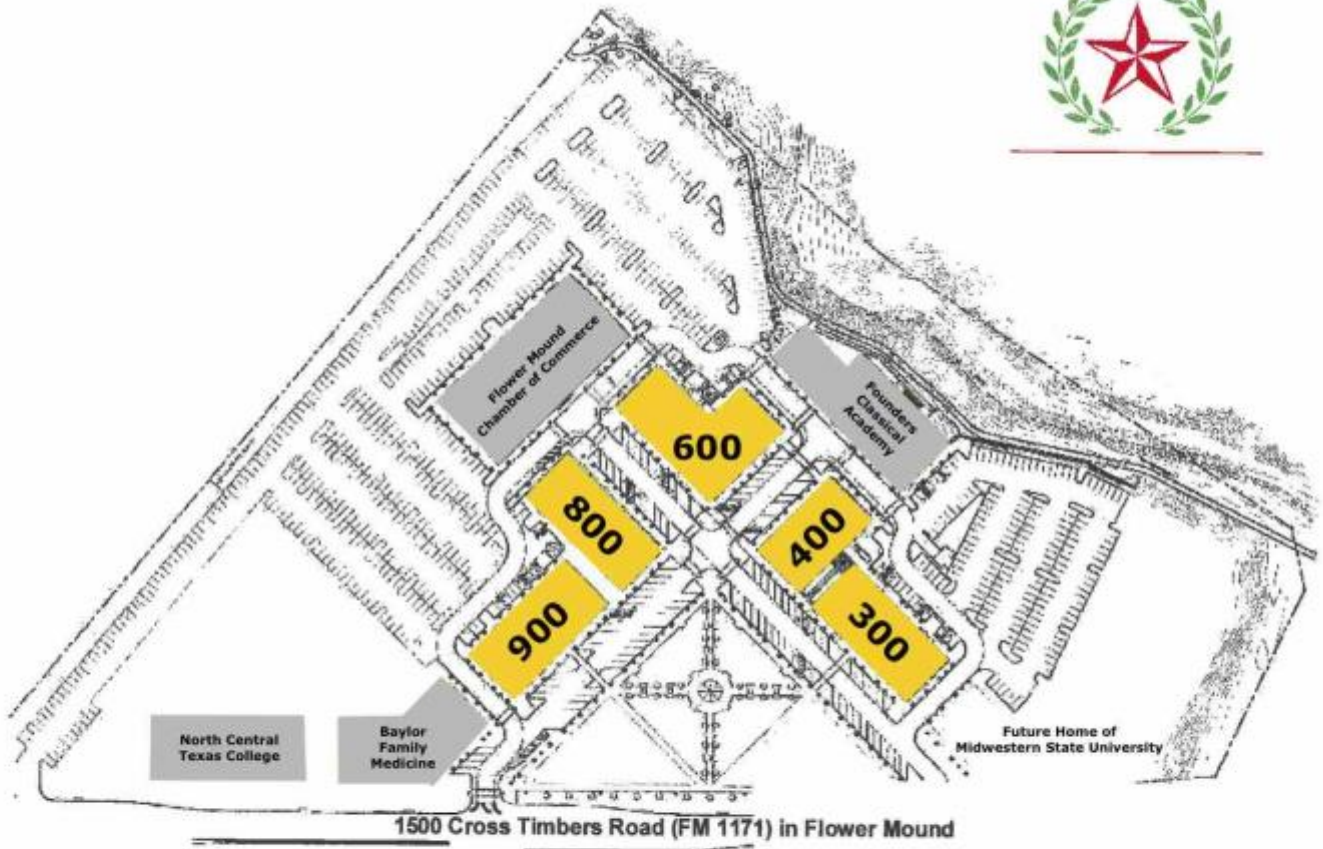 Flower Mound
Chamber of Commerce
Founders
Classical
Academy
600
800
400
900
300
North Central
Texas College
Baylor
Family
Medicine
Future Home of
Midwestern State University
1500 Cross Timbers Road (FM 1171) in Flower Mound